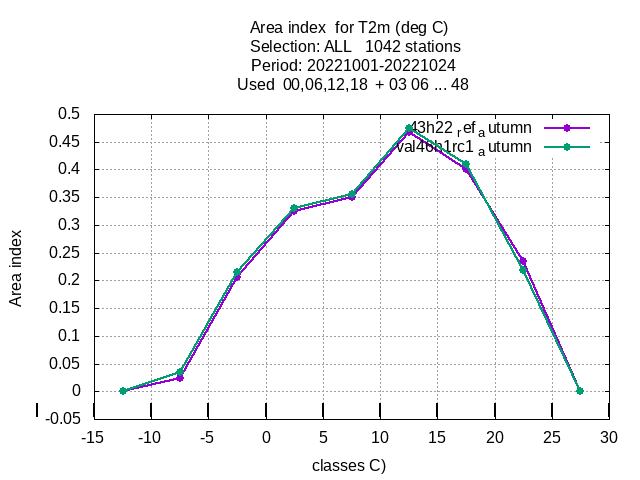 Area index for T2m (deg C)
Selection: ALL 1042 stations
Period: 20221001-20221024
Used 00,06,12,18 + 03 06 ... 48
0.5
0.45
0.4
0.35
0.3
0.25
0.2
0.15
0.1
0.05
0
-0.05
Area index
43h22 ref autumn
val46h1rc1 autumn
-15 -10 -5 0 5 10 15 20 25 30
classes C)